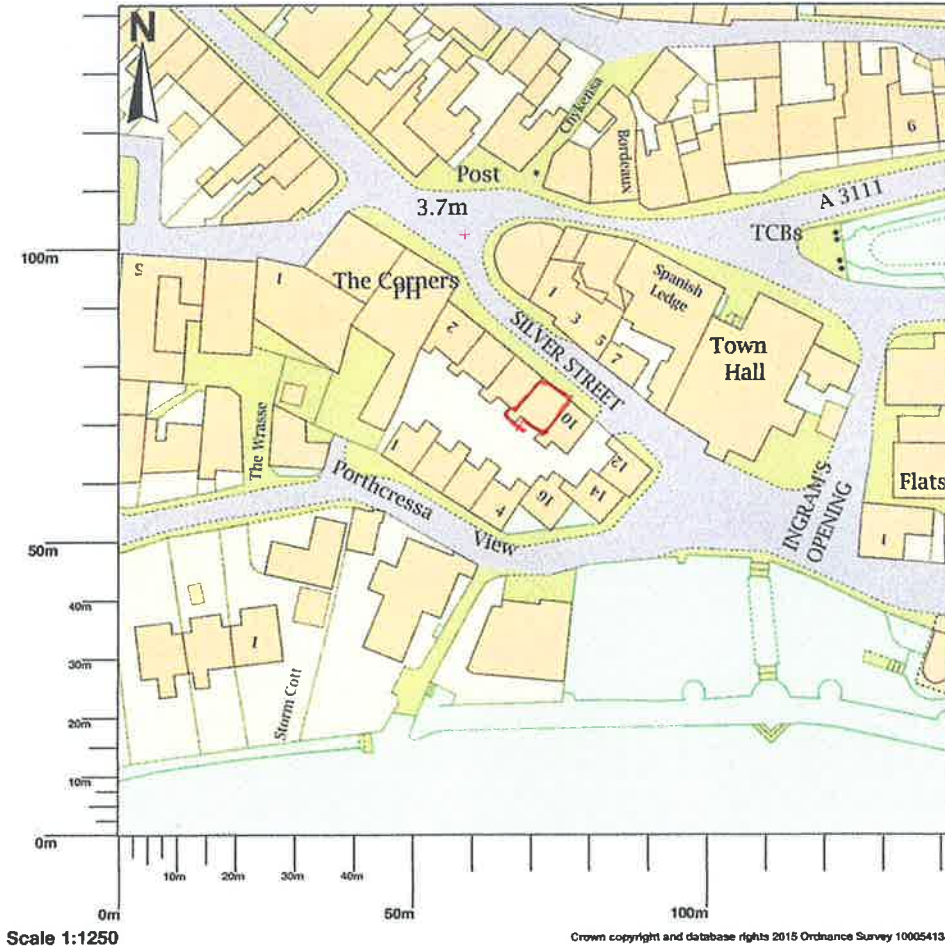 N
Chykensa
Bordeaux
6
Post
3.7m
A 3111
TCBs
100m
5
1
The Corners
PH
2
SILVER STREET
1
3
5
7
Spanish
Ledge
Town
Hall
10
12
14
16
1
4
The Wrasse
Porthcressa
View
INGRAM'S
OPENING
Flats
1
50m
40m
30m
20m
10m
0m
1
Storm Cott
10m
20m
30m
40m
0m
50m
100m
Scale 1:1250
Crown copyright and database rights 2015 Ordnance Survey 10005413